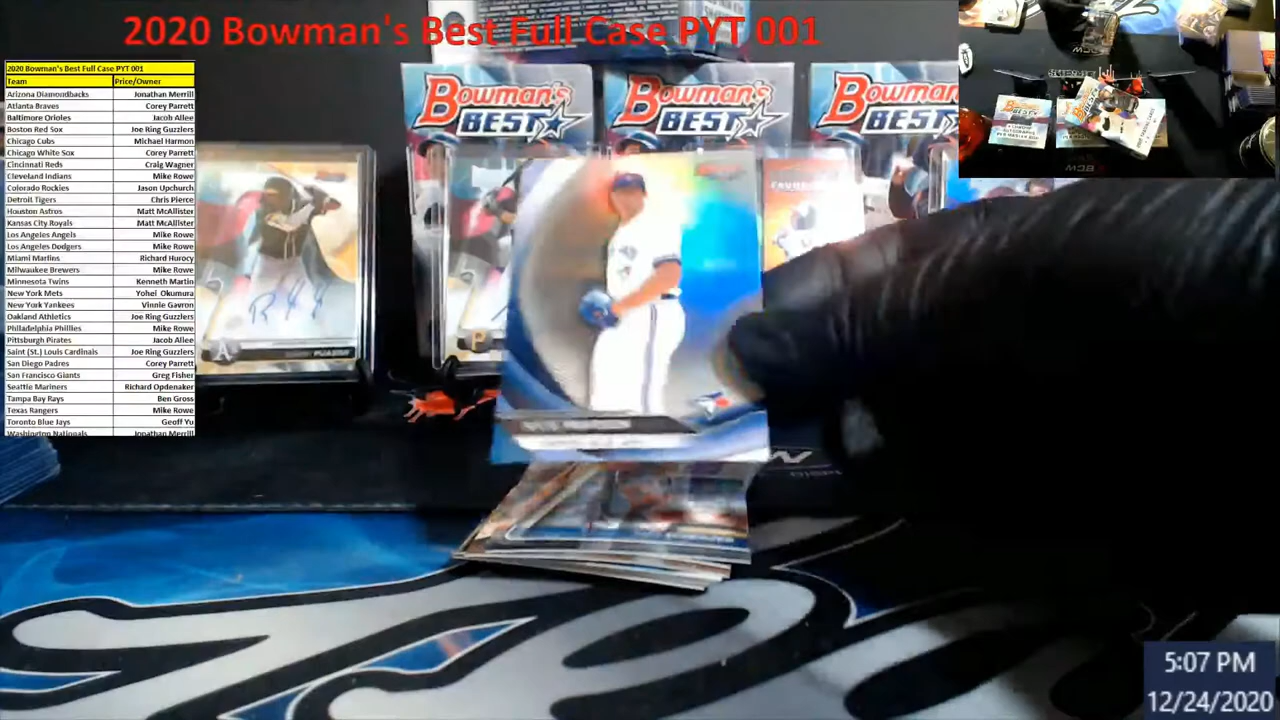 2020 Bowman's Best Full Case PYT 001
2020 Bowman's Best Full Case PYT 001
Team Price/Owner
Arizona Diamondbacks Jonathan Merrill
Atlanta Braves Corey Parrett
Baltimore Orioles Jacob Allee
Boston Red Sox Joe Ring Guzzlers
Chicago Cubs Michael Harmon
Chicago White Sox Corey Parrett
Cincinnati Reds Craig Wagner
Cleveland Indians Mike Rowe
Colorado Rockies Jason Upchurch
Detroit Tigers Chris Pierce
Houston Astros Matt McAllister
Kansas City Royals Matt McAllister
Los Angeles Angels Mike Rowe
Los Angeles Dodgers Mike Rowe
Miami Marlins Richard Hurocy
Milwaukee Brewers Mike Rowe
Minnesota Twins Kenneth Martin
New York Mets Yohei Okumura
New York Yankees Vinnie Gavron
Oakland Athletics Joe Ring Guzzlers
Philadelphia Phillies Mike Rowe
Pittsburgh Pirates Jacob Allee
Saint (St.) Louis Cardinals Joe Ring Guzzlers
San Diego Padres Corey Parrett
San Francisco Giants Greg Fisher
Seattle Mariners Richard Opdenaker
Tampa Bay Rays Ben Gross
Texas Rangers Mike Rowe
Toronto Blue Jays Geoff Yu
Washington Nationals Jonathan Merrill
Bowman's BEST
Bowman's BEST
Bowman's BEST
5:07 PM
12/24/2020